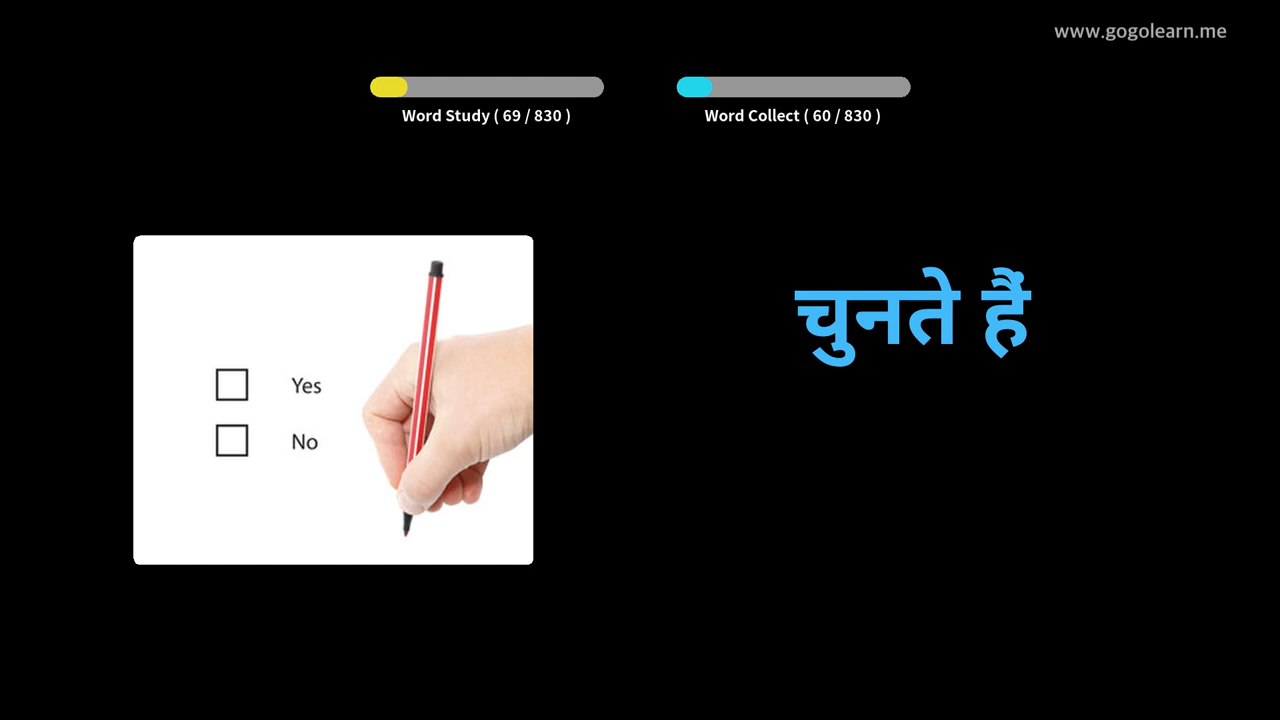 www.gogolearn.me
Word Study ( 69 / 830 )
Word Collect ( 60 / 830 )
चुनते हैं
Yes
No